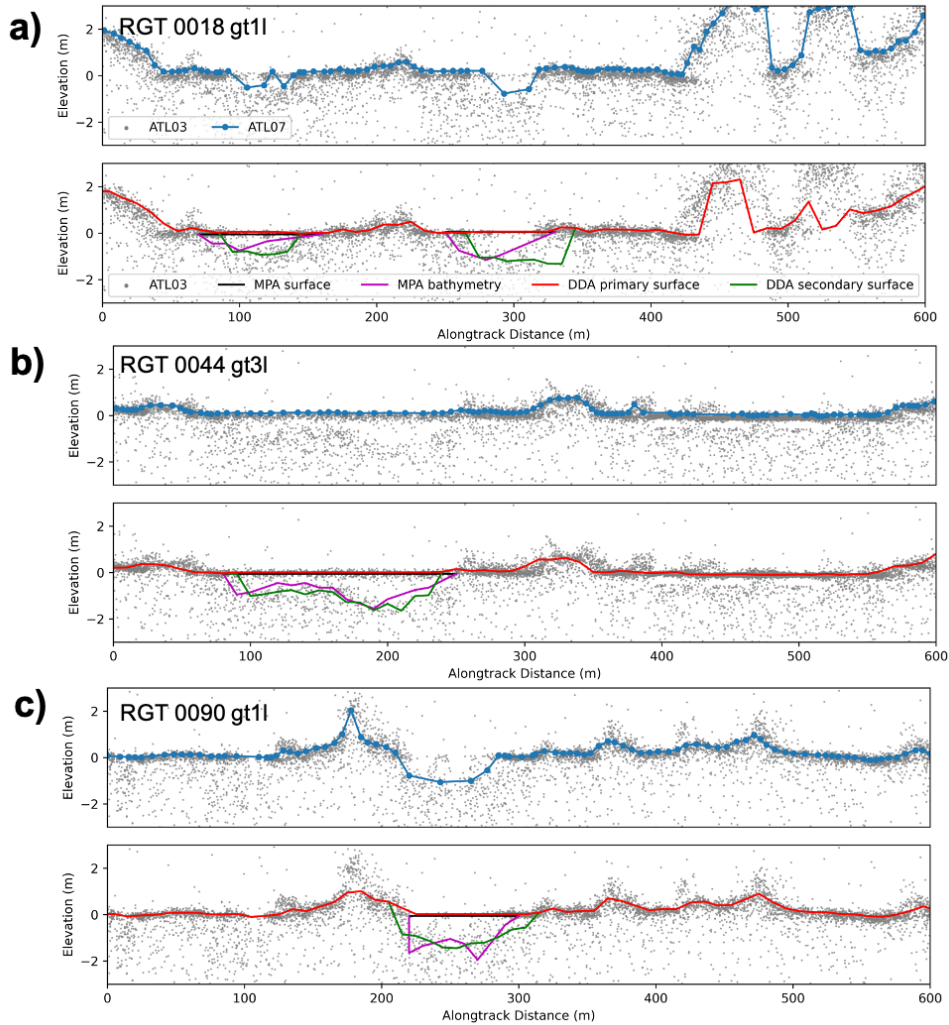 a)
RGT 0018 gt1l
Elevation (m)
2
0
−2
ATL03 ATL07
Elevation (m)
2
0
−2
ATL03 MPA surface MPA bathymetry DDA primary surface DDA secondary surface
0 100 200 300 400 500 600
Alongtrack Distance (m)
b)
RGT 0044 gt3l
Elevation (m)
2
0
−2
Elevation (m)
2
0
−2
0 100 200 300 400 500 600
Alongtrack Distance (m)
c)
RGT 0090 gt1l
Elevation (m)
2
0
−2
Elevation (m)
2
0
−2
0 100 200 300 400 500 600
Alongtrack Distance (m)